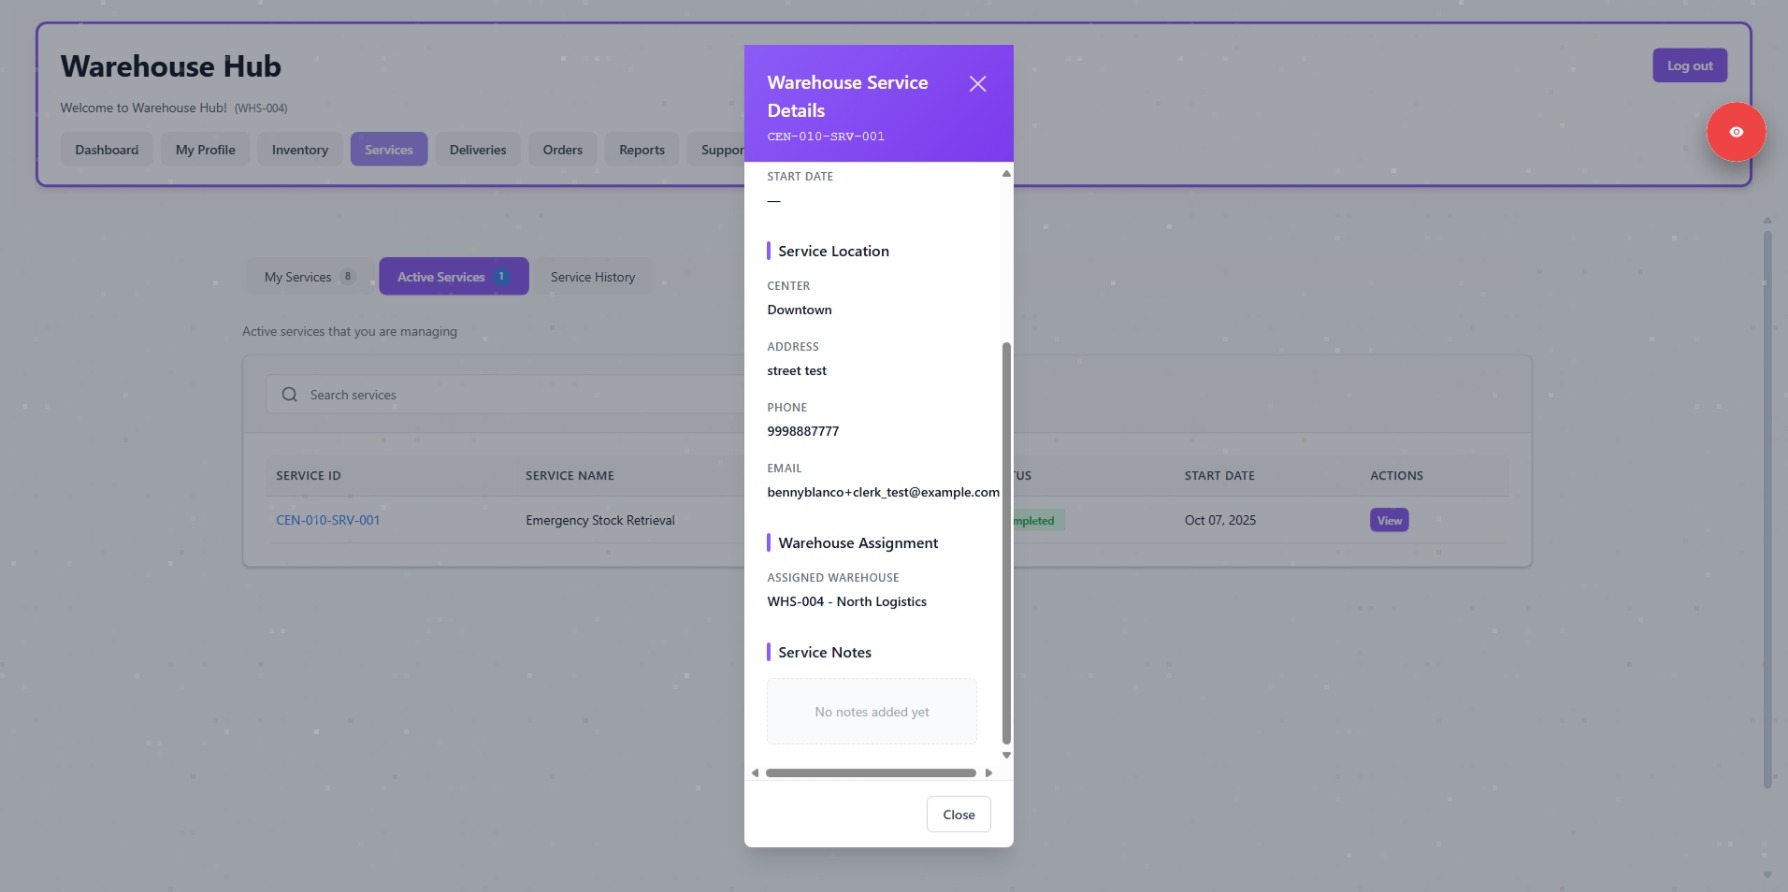 Warehouse Hub
Log out
Welcome to Warehouse Hub! (WHS-004)
Dashboard My Profile Inventory Services Deliveries Orders Reports
My Services 8 Active Services 1 Service History
Active services that you are managing
Search services
SERVICE ID SERVICE NAME START DATE ACTIONS
CEN-010-SRV-001 Emergency Stock Retrieval Oct 07, 2025 View
Warehouse Service
Details
CEN-010-SRV-001
START DATE
—
Service Location
CENTER
Downtown
ADDRESS
street test
PHONE
9998887777
EMAIL
bennyblanco+clerk_test@example.com
Warehouse Assignment
ASSIGNED WAREHOUSE
WHS-004 - North Logistics
Service Notes
No notes added yet
Close